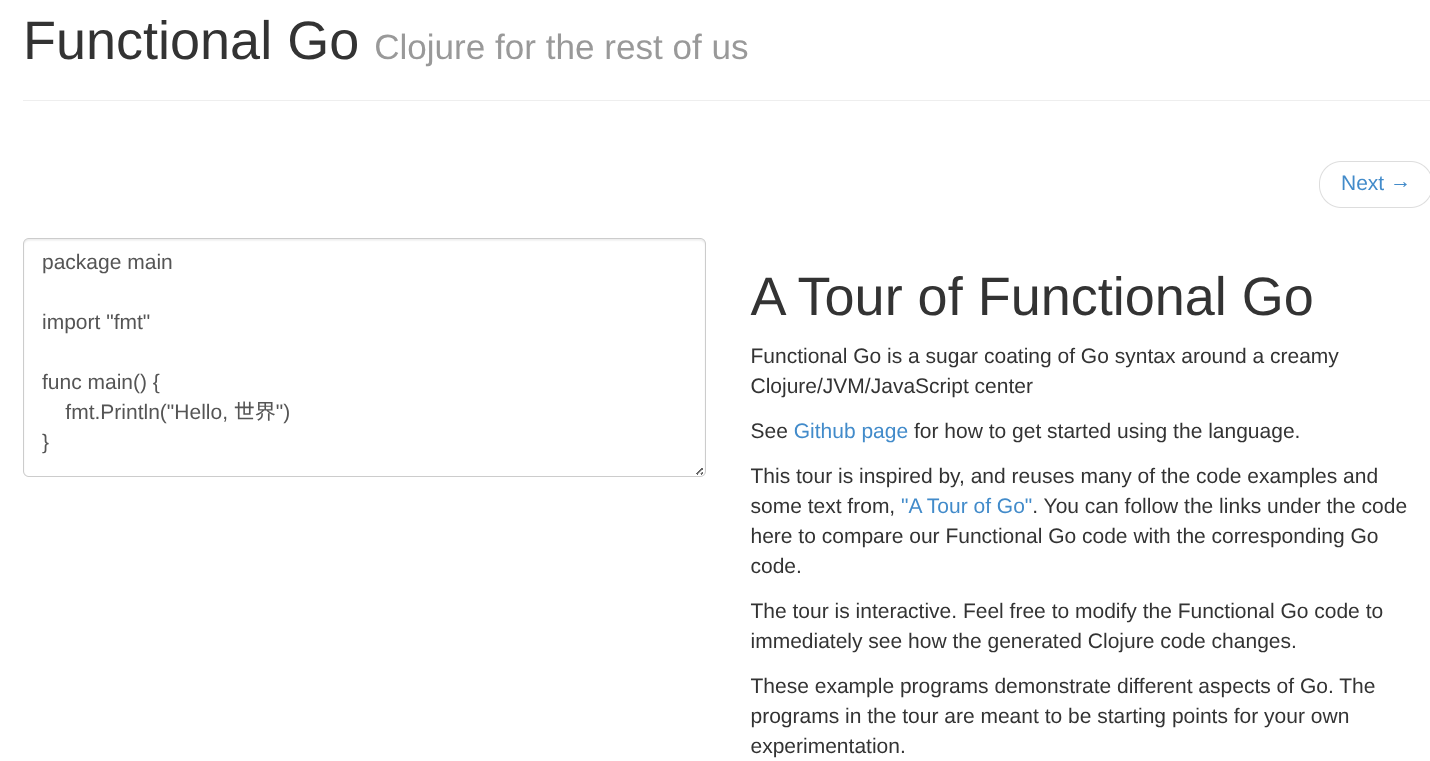 Functional Go Clojure for the rest of us
Next →
package main
import "fmt"
func main() {
    fmt.Println("Hello, 世界")
}
A Tour of Functional Go
Functional Go is a sugar coating of Go syntax around a creamy
Clojure/JVM/JavaScript center
See Github page for how to get started using the language.
This tour is inspired by, and reuses many of the code examples and
some text from, "A Tour of Go". You can follow the links under the code
here to compare our Functional Go code with the corresponding Go
code.
The tour is interactive. Feel free to modify the Functional Go code to
immediately see how the generated Clojure code changes.
These example programs demonstrate different aspects of Go. The
programs in the tour are meant to be starting points for your own
experimentation.